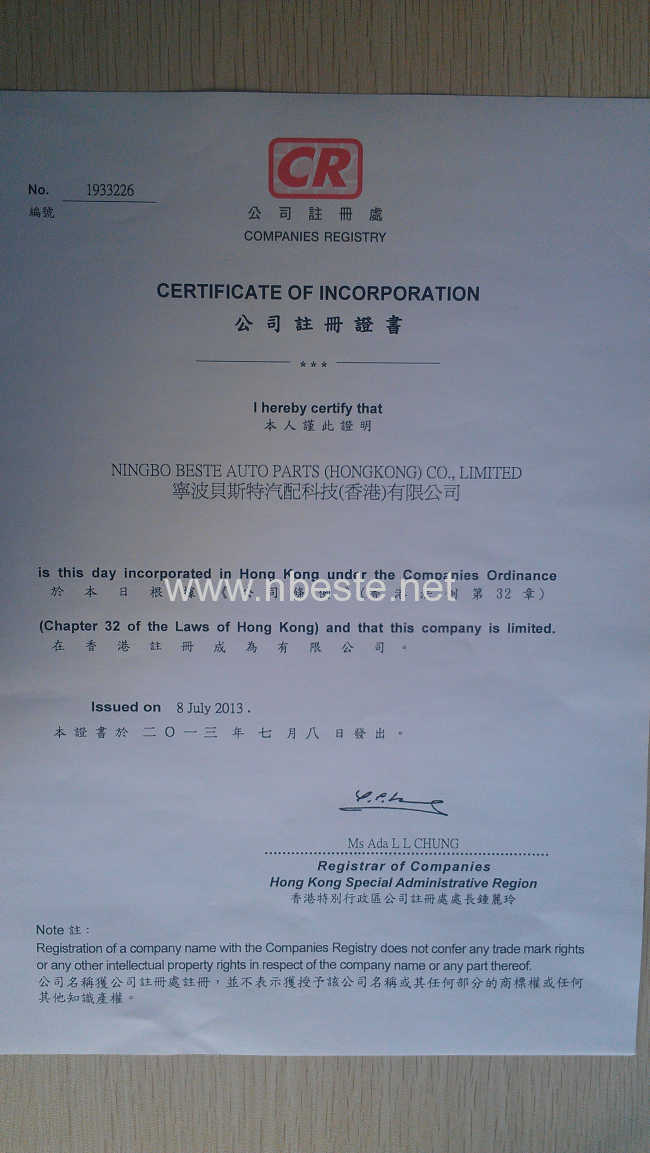 CR
No. 1933226
編號
公司註冊處
COMPANIES REGISTRY
CERTIFICATE OF INCORPORATION
公司註冊證書
***
I hereby certify that
本人謹此證明
NINGBO BESTE AUTO PARTS (HONGKONG) CO., LIMITED
寧波貝斯特汽配科技(香港)有限公司
is this day incorporated in Hong Kong under the Companies Ordinance
www.nbeste.net
於本日根據《公司條例》(香港法例第32章)
(Chapter 32 of the Laws of Hong Kong) and that this company is limited.
在香港註冊成為有限公司。
Issued on 8 July 2013.
本證書於二〇一三年七月八日發出。
Ms Ada L L CHUNG
Registrar of Companies
Hong Kong Special Administrative Region
香港特別行政區公司註冊處處長鍾麗玲
Note 註:
Registration of a company name with the Companies Registry does not confer any trade mark rights
or any other intellectual property rights in respect of the company name or any part thereof.
公司名稱獲公司註冊處註冊，並不表示獲授予該公司名稱或其任何部分的商標權或任何
其他知識產權。